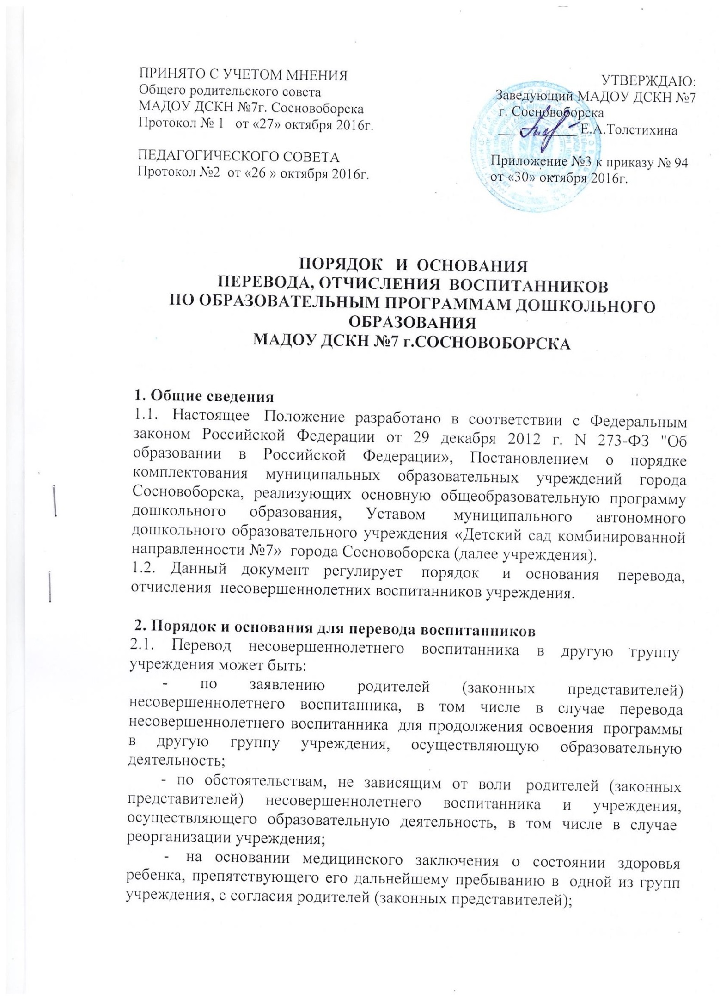 ПРИНЯТО С УЧЕТОМ МНЕНИЯ
Общего родительского совета
МАДОУ ДСКН №7г. Сосновоборска
Протокол № 1 от «27» октября 2016г.
ПЕДАГОГИЧЕСКОГО СОВЕТА
Протокол №2 от «26 » октября 2016г.
УТВЕРЖДАЮ:
Заведующий МАДОУ ДСКН №7
г. Сосновоборска
____________ Е.А.Толстихина
Приложение №3 к приказу № 94
от «30» октября 2016г.
ПОРЯДОК И ОСНОВАНИЯ
ПЕРЕВОДА, ОТЧИСЛЕНИЯ ВОСПИТАННИКОВ
ПО ОБРАЗОВАТЕЛЬНЫМ ПРОГРАММАМ ДОШКОЛЬНОГО
ОБРАЗОВАНИЯ
МАДОУ ДСКН №7 г.СОСНОВОБОРСКА
1. Общие сведения
1.1. Настоящее Положение разработано в соответствии с Федеральным
законом Российской Федерации от 29 декабря 2012 г. N 273-ФЗ "Об
образовании в Российской Федерации», Постановлением о порядке
комплектования муниципальных образовательных учреждений города
Сосновоборска, реализующих основную общеобразовательную программу
дошкольного образования, Уставом муниципального автономного
дошкольного образовательного учреждения «Детский сад комбинированной
направленности №7» города Сосновоборска (далее учреждения).
1.2. Данный документ регулирует порядок и основания перевода,
отчисления несовершеннолетних воспитанников учреждения.
2. Порядок и основания для перевода воспитанников
2.1. Перевод несовершеннолетнего воспитанника в другую группу
учреждения может быть:
- по заявлению родителей (законных представителей)
несовершеннолетнего воспитанника, в том числе в случае перевода
несовершеннолетнего воспитанника для продолжения освоения программы
в другую группу учреждения, осуществляющую образовательную
деятельность;
- по обстоятельствам, не зависящим от воли родителей (законных
представителей) несовершеннолетнего воспитанника и учреждения,
осуществляющего образовательную деятельность, в том числе в случае
реорганизации учреждения;
- на основании медицинского заключения о состоянии здоровья
ребенка, препятствующего его дальнейшему пребыванию в одной из групп
учреждения, с согласия родителей (законных представителей);